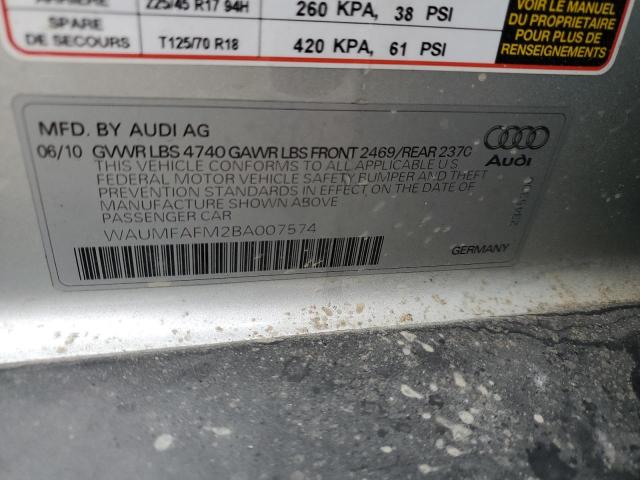 ARRIÈRE 225/45 R17 94H 260 KPA, 38 PSI
SPARE
DE SECOURS T125/70 R18 420 KPA, 61 PSI
VOIR LE MANUEL
DU PROPRIETAIRE
POUR PLUS DE
RENSEIGNEMENTS
MFD. BY AUDI AG
06/10 GVWR LBS 4740 GAWR LBS FRONT 2469/REAR 2370
THIS VEHICLE CONFORMS TO ALL APPLICABLE U S
FEDERAL MOTOR VEHICLE SAFETY BUMPER AND THEFT
PREVENTION STANDARDS IN EFFECT ON THE DATE OF
MANUFACTURE SHOWN ABOVE
PASSENGER CAR
WAUMFAFM2BA007574
Audi
GERMANY